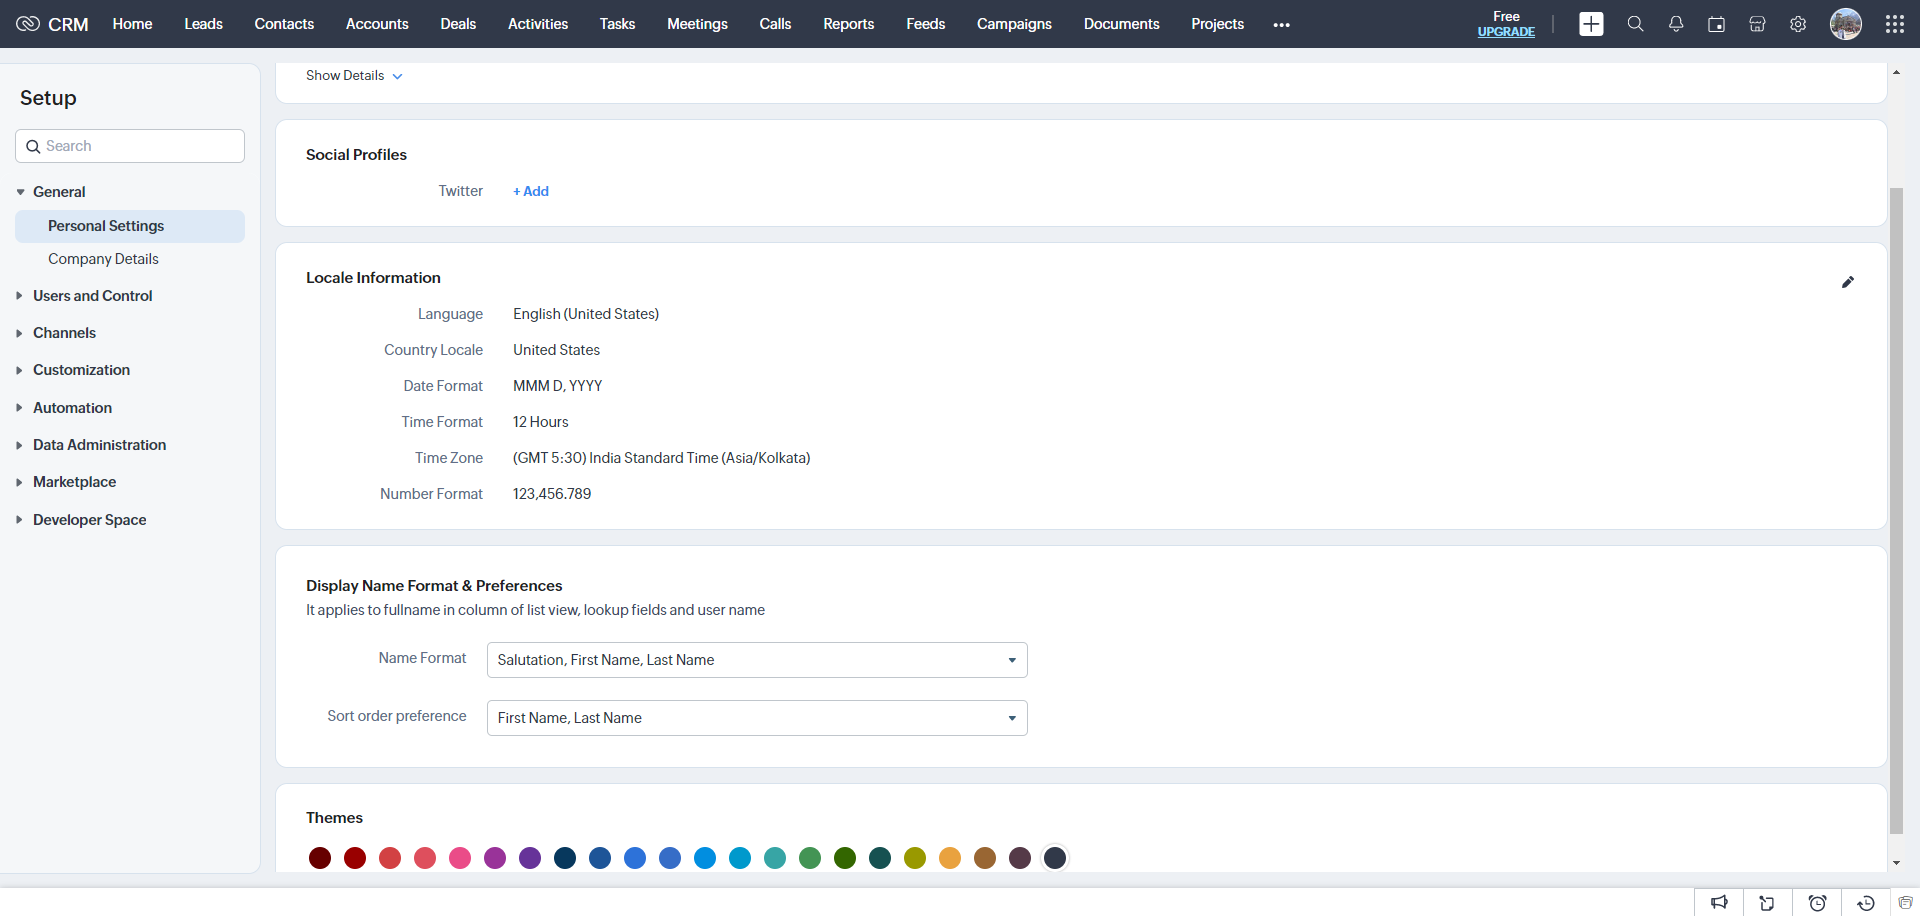 CRM Home Leads Contacts Accounts Deals Activities Tasks Meetings Calls Reports Feeds Campaigns Documents Projects ••• Free
UPGRADE
Setup
Search
General
Personal Settings
Company Details
Users and Control
Channels
Customization
Automation
Data Administration
Marketplace
Developer Space
Show Details
Social Profiles
Twitter + Add
Locale Information
Language English (United States)
Country Locale United States
Date Format MMM D, YYYY
Time Format 12 Hours
Time Zone (GMT 5:30) India Standard Time (Asia/Kolkata)
Number Format 123,456.789
Display Name Format & Preferences
It applies to fullname in column of list view, lookup fields and user name
Name Format Salutation, First Name, Last Name
Sort order preference First Name, Last Name
Themes